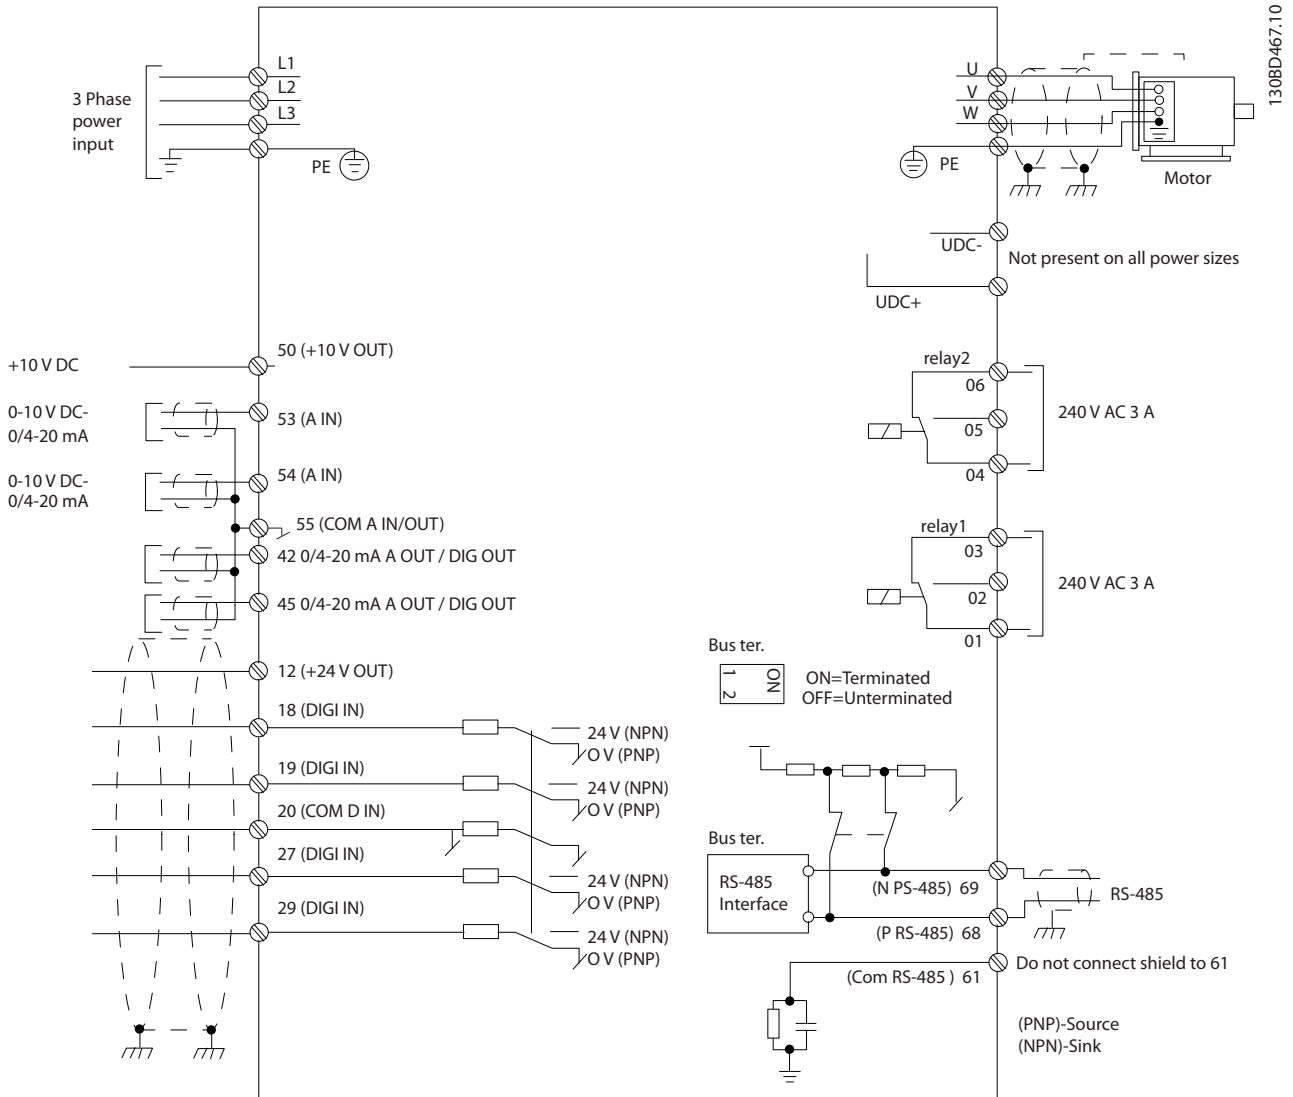 130BD467.10
3 Phase
power
input
L1
L2
L3
PE
U
V
W
PE
Motor
UDC-
Not present on all power sizes
UDC+
+10 V DC
50 (+10 V OUT)
0-10 V DC-
0/4-20 mA
53 (A IN)
0-10 V DC-
0/4-20 mA
54 (A IN)
55 (COM A IN/OUT)
42 0/4-20 mA A OUT / DIG OUT
45 0/4-20 mA A OUT / DIG OUT
12 (+24 V OUT)
18 (DIGI IN)
24 V (NPN)
O V (PNP)
19 (DIGI IN)
24 V (NPN)
O V (PNP)
20 (COM D IN)
27 (DIGI IN)
24 V (NPN)
O V (PNP)
29 (DIGI IN)
24 V (NPN)
O V (PNP)
relay2
06
05
04
240 V AC 3 A
relay1
03
02
01
240 V AC 3 A
Bus ter.
1
2
ON
ON=Terminated
OFF=Unterminated
Bus ter.
RS-485
Interface
(N PS-485) 69
RS-485
(P RS-485) 68
(Com RS-485 ) 61
Do not connect shield to 61
(PNP)-Source
(NPN)-Sink